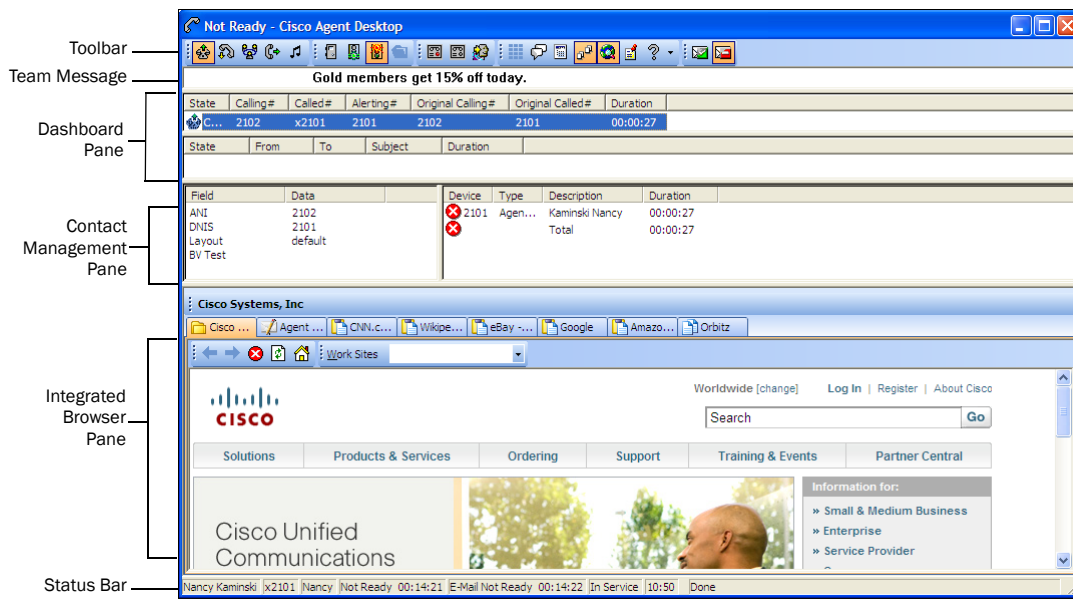 Not Ready - Cisco Agent Desktop
Toolbar
Team Message
Gold members get 15% off today.
Dashboard Pane
State Calling# Called# Alerting# Original Calling# Original Called# Duration
C... 2102 x2101 2101 2102 2101 00:00:27
State From To Subject Duration
Contact Management Pane
Field Data
ANI 2102
DNIS 2101
Layout default
BV Test
Device Type Description Duration
2101 Agen... Kaminski Nancy 00:00:27
Total 00:00:27
Cisco Systems, Inc
Cisco ... Agent ... CNN.c... Wikipe... eBay -... Google Amazo... Orbitz
Integrated Browser Pane
Work Sites
Worldwide [change] Log In | Register | About Cisco
CISCO
Search Go
Solutions Products & Services Ordering Support Training & Events Partner Central
Cisco Unified
Communications
Information for:
» Small & Medium Business
» Enterprise
» Service Provider
Status Bar
Nancy Kaminski x2101 Nancy Not Ready 00:14:21 E-Mail Not Ready 00:14:22 In Service 10:50 Done